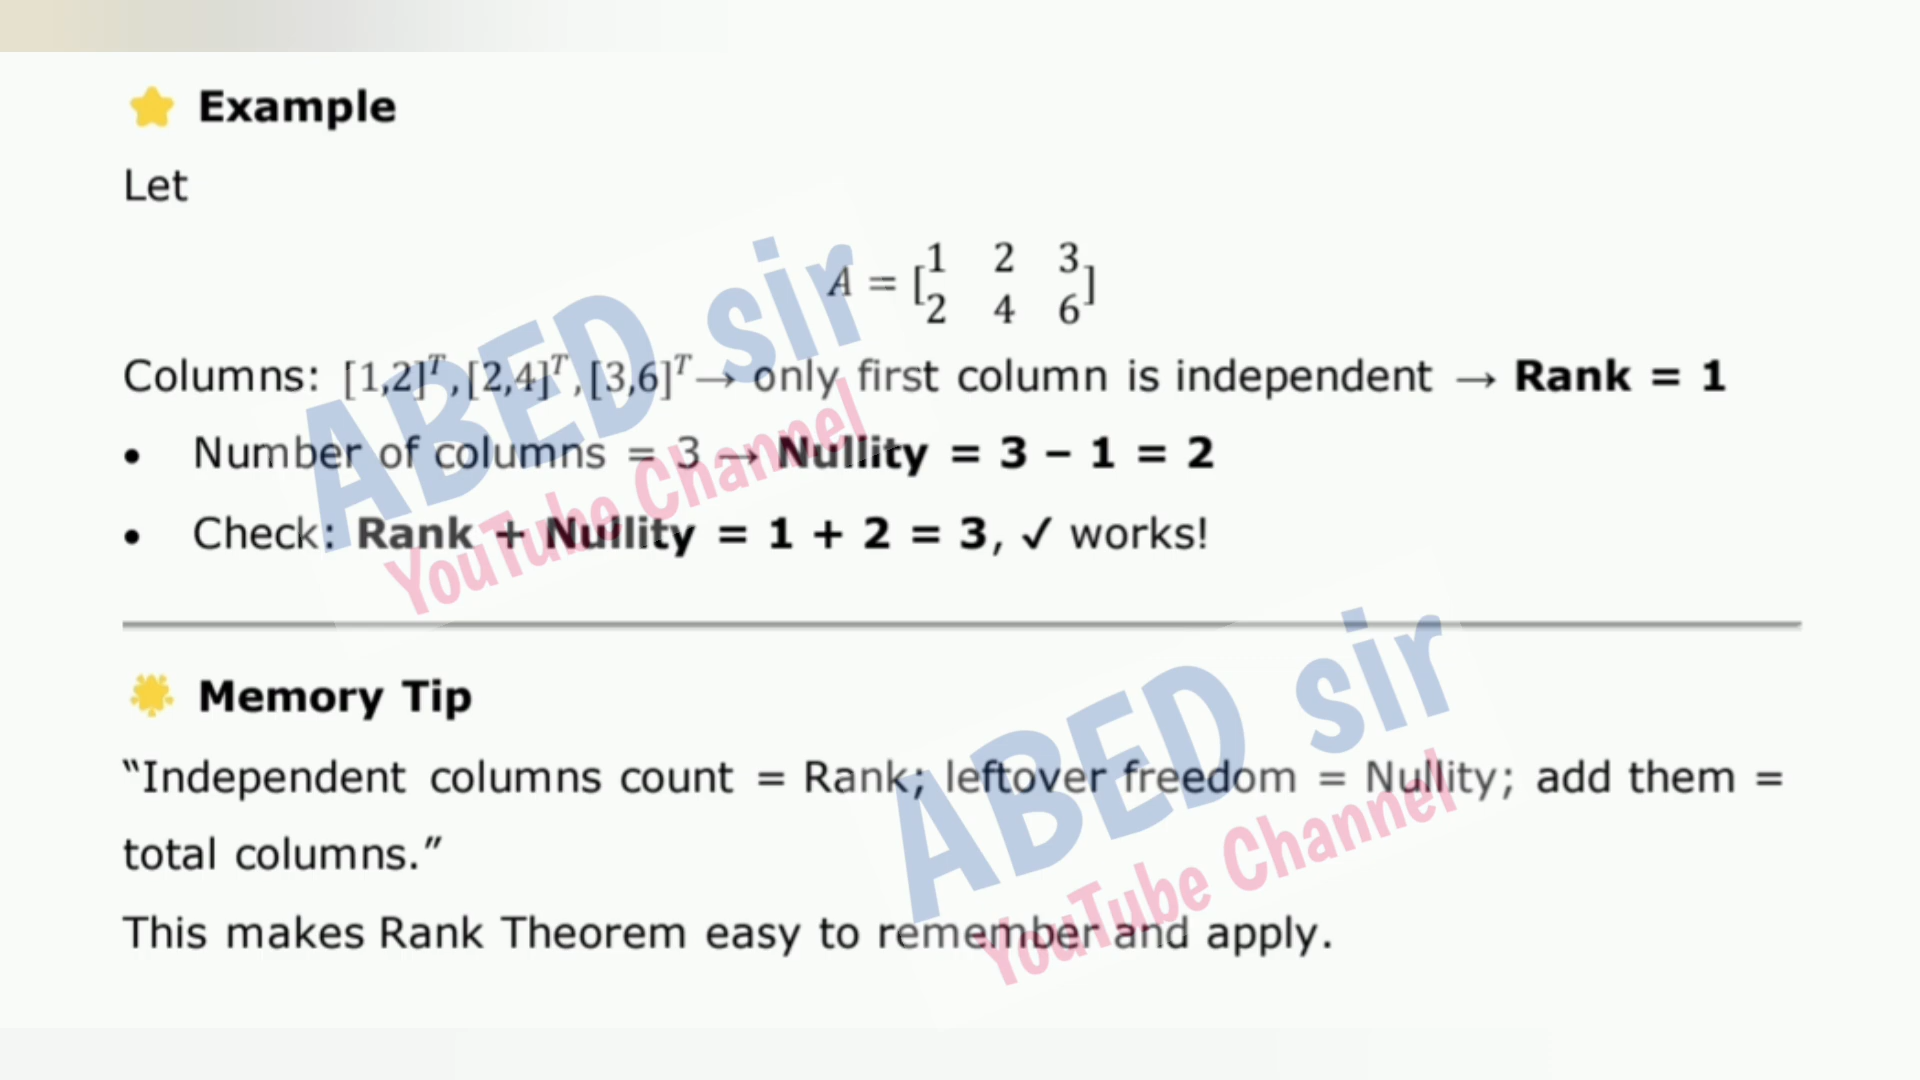 ⭐ Example
Let
A = [1 2 3
2 4 6]
Columns: [1,2]ᵀ, [2,4]ᵀ, [3,6]ᵀ → only first column is independent → Rank = 1
• Number of columns = 3 → Nullity = 3 – 1 = 2
• Check: Rank + Nullity = 1 + 2 = 3, ✓ works!
Memory Tip
“Independent columns count = Rank; leftover freedom = Nullity; add them =
total columns.”
This makes Rank Theorem easy to remember and apply.
ABED sir
YouTube Channel
ABED sir
YouTube Channel